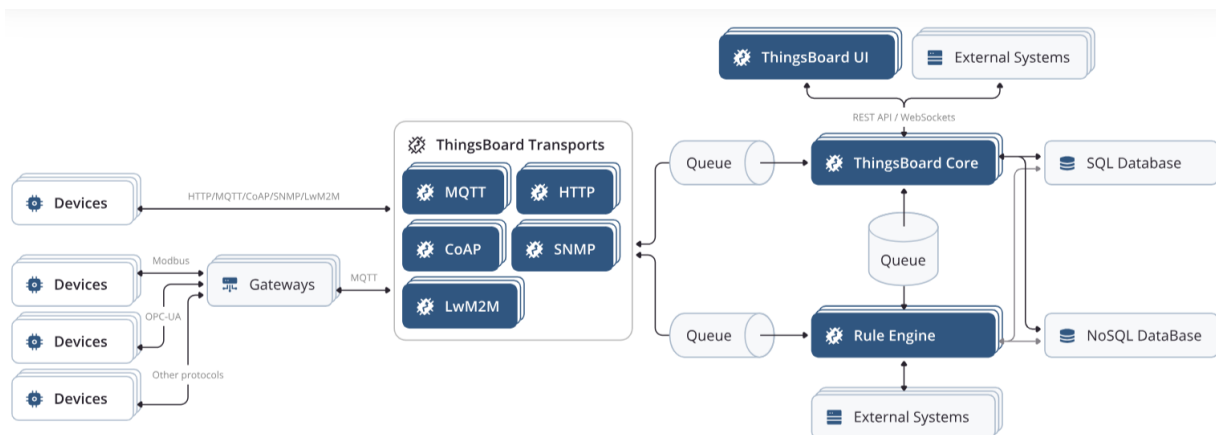 ThingsBoard UI
External Systems
REST API / WebSockets
ThingsBoard Transports
Queue
ThingsBoard Core
SQL Database
MQTT
HTTP
Devices
HTTP/MQTT/CoAP/SNMP/LwM2M
CoAP
SNMP
Queue
Modbus
Devices
Gateways
MQTT
OPC-UA
LwM2M
Devices
Queue
Rule Engine
NoSQL DataBase
Other protocols
Devices
External Systems